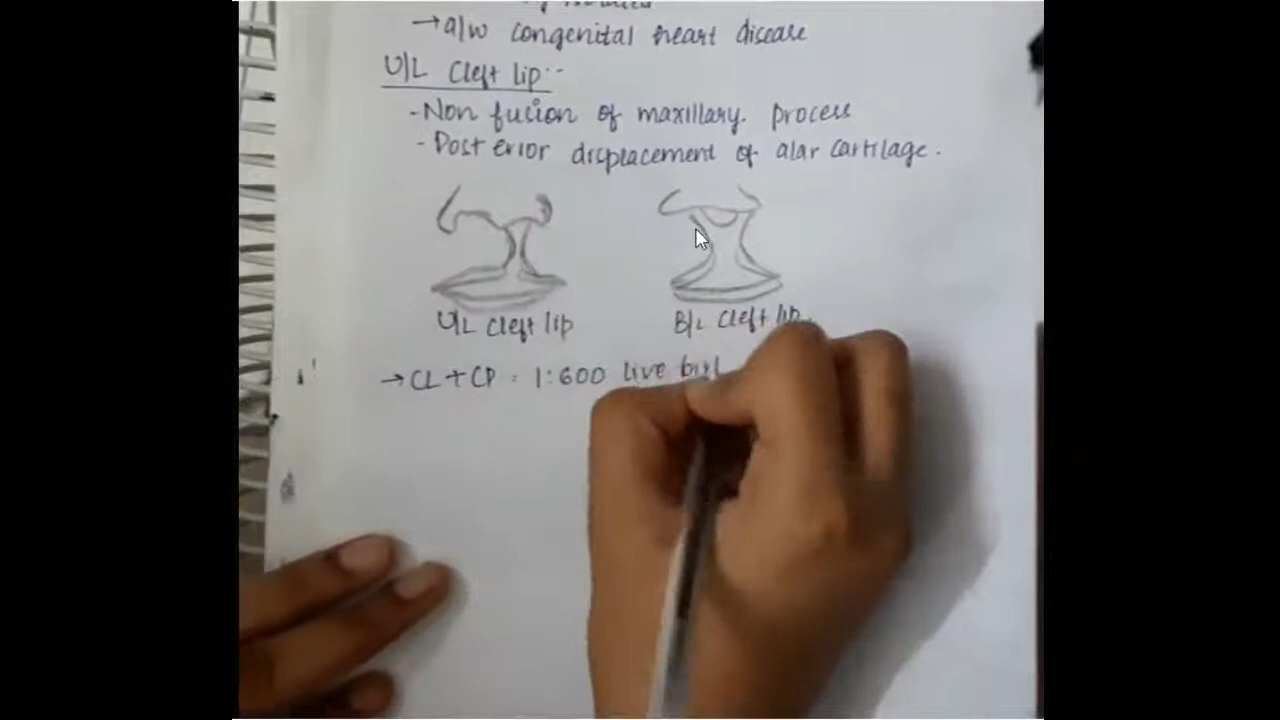 →a/w congenital heart disease
U/L Cleft lip:-
-Non fusion of maxillary process
-Posterior displacement of alar cartilage.
U/L Cleft lip
B/L Cleft lip
→CL+CP : 1:600 live